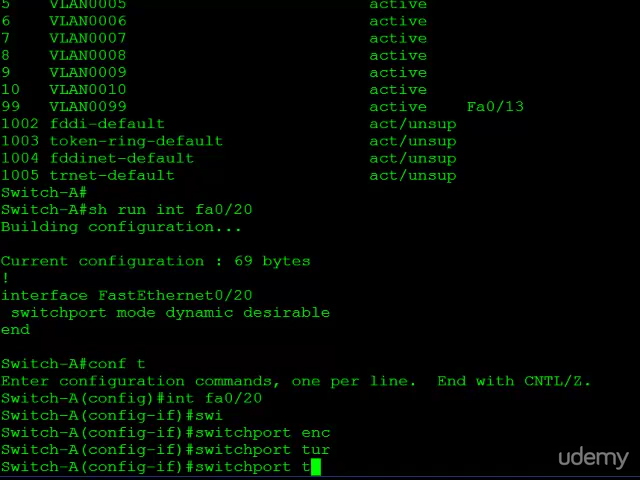 5    VLAN0005                         active
6    VLAN0006                         active
7    VLAN0007                         active
8    VLAN0008                         active
9    VLAN0009                         active
10   VLAN0010                         active
99   VLAN0099                         active    Fa0/13
1002 fddi-default                     act/unsup
1003 token-ring-default               act/unsup
1004 fddinet-default                  act/unsup
1005 trnet-default                    act/unsup
Switch-A#
Switch-A#sh run int fa0/20
Building configuration...
Current configuration : 69 bytes
!
interface FastEthernet0/20
 switchport mode dynamic desirable
end
Switch-A#conf t
Enter configuration commands, one per line.  End with CNTL/Z.
Switch-A(config)#int fa0/20
Switch-A(config-if)#swi
Switch-A(config-if)#switchport enc
Switch-A(config-if)#switchport tur
Switch-A(config-if)#switchport t
udemy